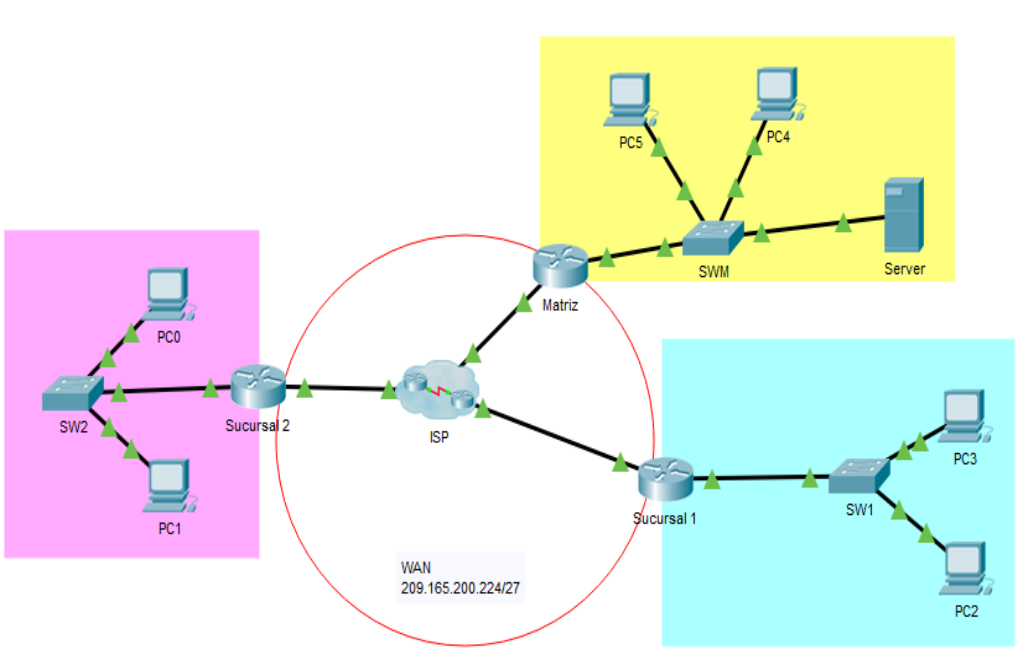 PC5
PC4
SWM
Server
Matriz
PC0
SW2
Sucursal 2
PC1
ISP
PC3
SW1
Sucursal 1
PC2
WAN
209.165.200.224/27